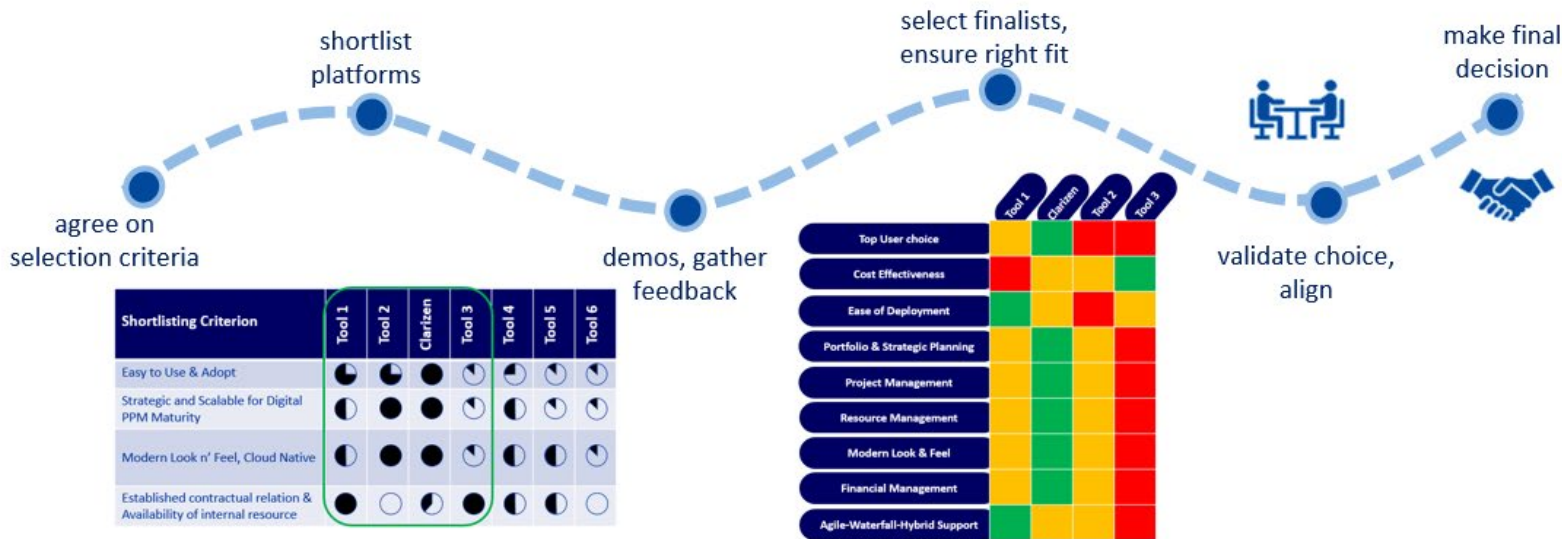 agree on
selection criteria
shortlist
platforms
demos, gather
feedback
select finalists,
ensure right fit
validate choice,
align
make final
decision
Shortlisting Criterion
Tool 1
Tool 2
Clarizen
Tool 3
Tool 4
Tool 5
Tool 6
Easy to Use & Adopt
Strategic and Scalable for Digital
PPM Maturity
Modern Look n' Feel, Cloud Native
Established contractual relation &
Availability of internal resource
Tool 1
Clarizen
Tool 2
Tool 3
Top User choice
Cost Effectiveness
Ease of Deployment
Portfolio & Strategic Planning
Project Management
Resource Management
Modern Look & Feel
Financial Management
Agile-Waterfall-Hybrid Support